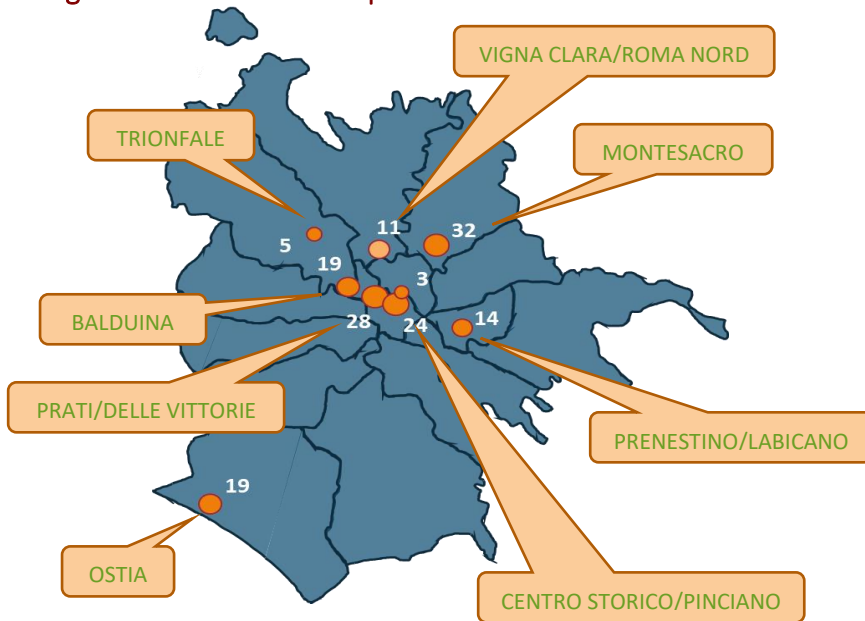 VIGNA CLARA/ROMA NORD
TRIONFALE
MONTESACRO
11
32
5
19
3
BALDUINA
28
24
14
PRATI/DELLE VITTORIE
PRENESTINO/LABICANO
19
OSTIA
CENTRO STORICO/PINCIANO